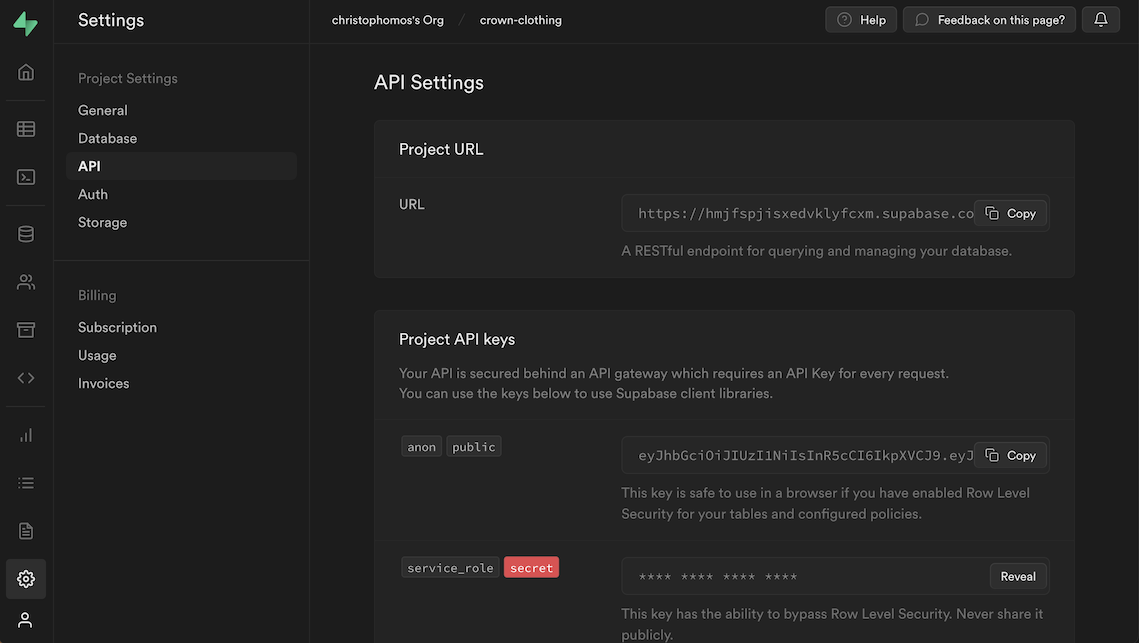 Settings
christophomos's Org / crown-clothing
Help
Feedback on this page?
Project Settings
General
Database
API
Auth
Storage
Billing
Subscription
Usage
Invoices
API Settings
Project URL
URL
https://hmjfspjisxedvklyfcxm.supabase.co
Copy
A RESTful endpoint for querying and managing your database.
Project API keys
Your API is secured behind an API gateway which requires an API Key for every request.
You can use the keys below to use Supabase client libraries.
anon public
eyJhbGciOiJIUzI1NiIsInR5cCI6IkpXVCJ9.eyJ
Copy
This key is safe to use in a browser if you have enabled Row Level
Security for your tables and configured policies.
service_role secret
**** **** **** ****
Reveal
This key has the ability to bypass Row Level Security. Never share it
publicly.